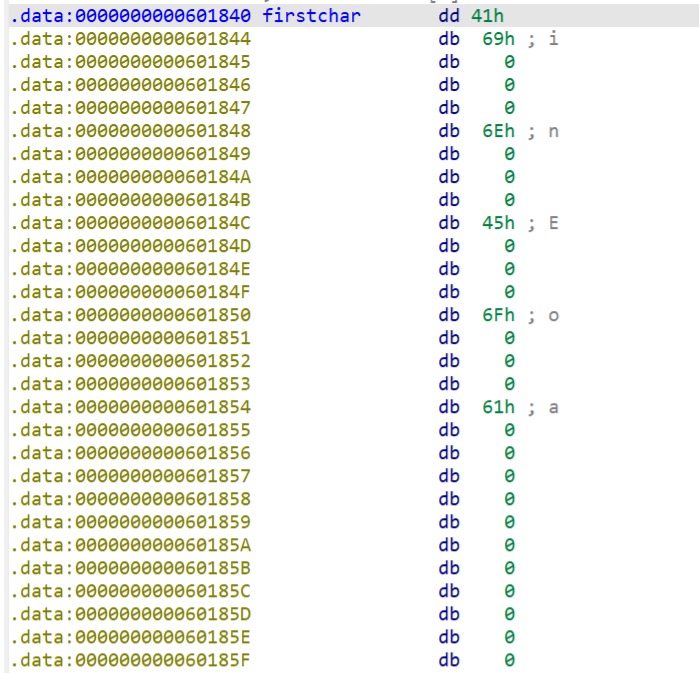 .data:0000000000601840 firstchar dd 41h
.data:0000000000601844 db 69h ; i
.data:0000000000601845 db 0
.data:0000000000601846 db 0
.data:0000000000601847 db 0
.data:0000000000601848 db 6Eh ; n
.data:0000000000601849 db 0
.data:000000000060184A db 0
.data:000000000060184B db 0
.data:000000000060184C db 45h ; E
.data:000000000060184D db 0
.data:000000000060184E db 0
.data:000000000060184F db 0
.data:0000000000601850 db 6Fh ; o
.data:0000000000601851 db 0
.data:0000000000601852 db 0
.data:0000000000601853 db 0
.data:0000000000601854 db 61h ; a
.data:0000000000601855 db 0
.data:0000000000601856 db 0
.data:0000000000601857 db 0
.data:0000000000601858 db 0
.data:0000000000601859 db 0
.data:000000000060185A db 0
.data:000000000060185B db 0
.data:000000000060185C db 0
.data:000000000060185D db 0
.data:000000000060185E db 0
.data:000000000060185F db 0